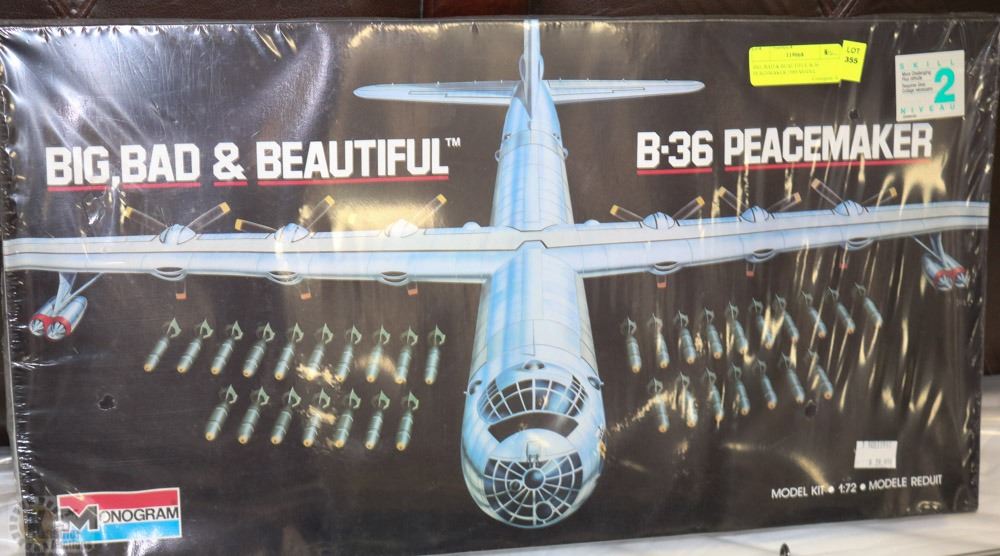 BIG, BAD & BEAUTIFUL™
B-36 PEACEMAKER
LOT
355
SKILL
2
NIVEAU
MODEL KIT • 1:72 • MODELE REDUIT
MONOGRAM